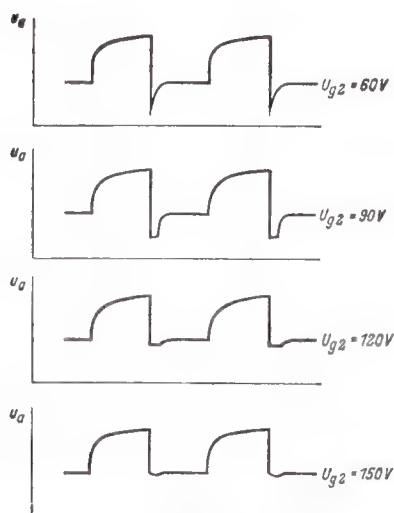 u_a
U_g2 = 60V
u_a
U_g2 = 90V
u_a
U_g2 = 120V
u_a
U_g2 = 150V